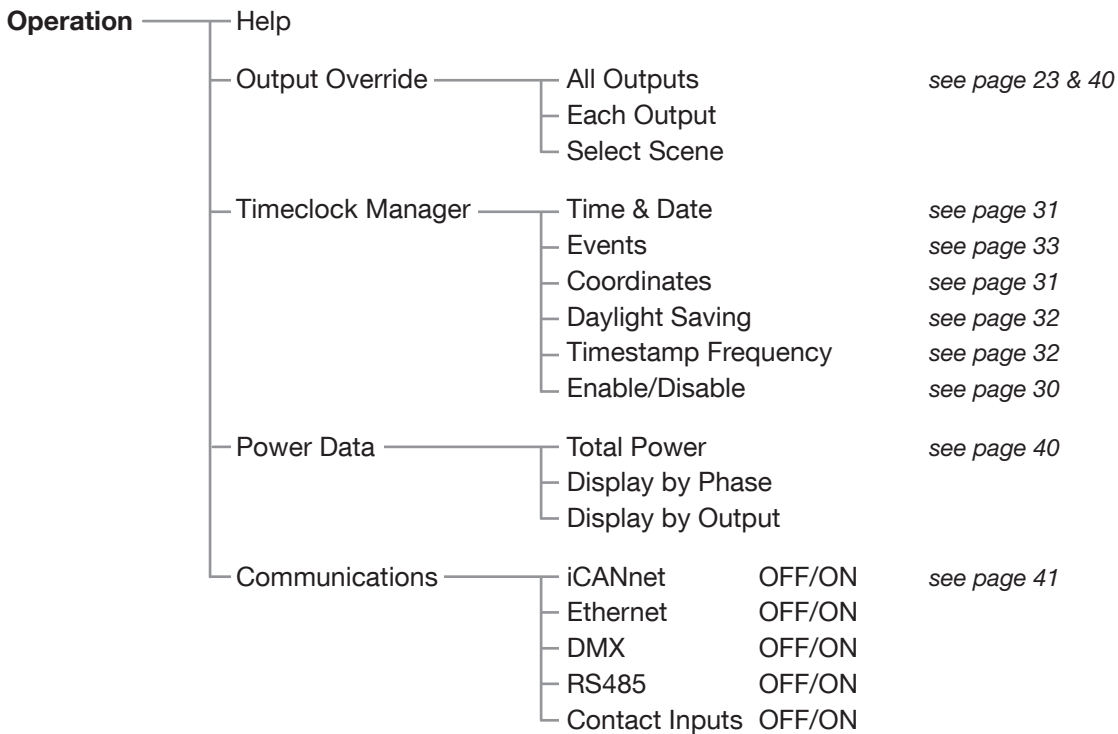 Operation Help
Output Override All Outputs see page 23 & 40
Each Output
Select Scene
Timeclock Manager Time & Date see page 31
Events see page 33
Coordinates see page 31
Daylight Saving see page 32
Timestamp Frequency see page 32
Enable/Disable see page 30
Power Data Total Power see page 40
Display by Phase
Display by Output
Communications iCANnet OFF/ON see page 41
Ethernet OFF/ON
DMX OFF/ON
RS485 OFF/ON
Contact Inputs OFF/ON